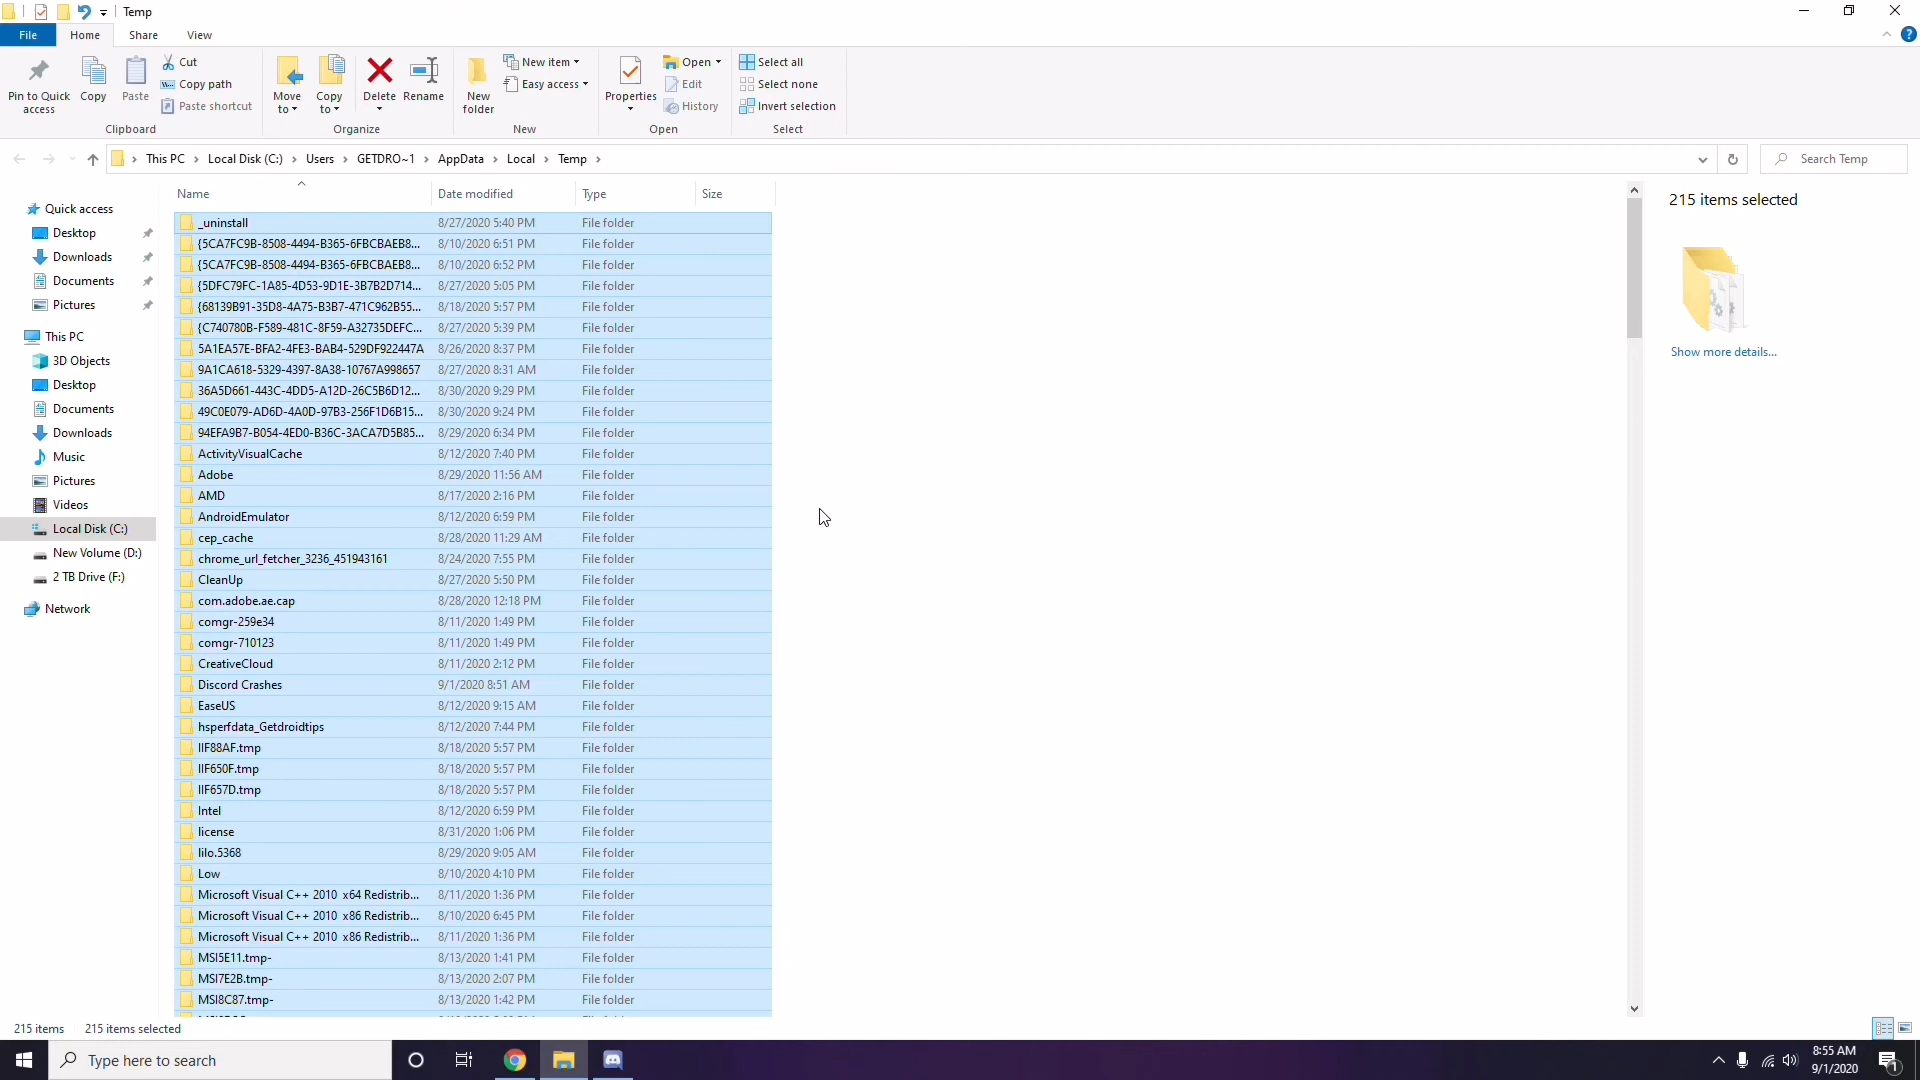 Temp
File Home Share View
Pin to Quick access
Copy
Paste
Cut
Copy path
Paste shortcut
Clipboard
Move to
Copy to
Delete
Rename
Organize
New folder
New item
Easy access
New
Properties
Open
Edit
History
Open
Select all
Select none
Invert selection
Select
This PC Local Disk (C:) Users GETDRO~1 AppData Local Temp
Search Temp
Quick access
Desktop
Downloads
Documents
Pictures
This PC
3D Objects
Desktop
Documents
Downloads
Music
Pictures
Videos
Local Disk (C:)
New Volume (D:)
2 TB Drive (F:)
Network
Name Date modified Type Size
_uninstall 8/27/2020 5:40 PM File folder
{5CA7FC9B-8508-4494-B365-6FBCBAEB8... 8/10/2020 6:51 PM File folder
{5CA7FC9B-8508-4494-B365-6FBCBAEB8... 8/10/2020 6:52 PM File folder
{5DFC79FC-1A85-4D53-9D1E-3B7B2D714... 8/27/2020 5:05 PM File folder
{68139B91-35D8-4A75-B3B7-471C962B55... 8/18/2020 5:57 PM File folder
{C740780B-F589-481C-8F59-A32735DEFC... 8/27/2020 5:39 PM File folder
5A1EA57E-BFA2-4FE3-BAB4-529DF922447A 8/26/2020 8:37 PM File folder
9A1CA618-5329-4397-8A38-10767A998657 8/27/2020 8:31 AM File folder
36A5D661-443C-4DD5-A12D-26C5B6D12... 8/30/2020 9:29 PM File folder
49C0E079-AD6D-4A0D-97B3-256F1D6B15... 8/30/2020 9:24 PM File folder
94EFA9B7-B054-4ED0-B36C-3ACA7D5B85... 8/29/2020 6:34 PM File folder
ActivityVisualCache 8/12/2020 7:40 PM File folder
Adobe 8/29/2020 11:56 AM File folder
AMD 8/17/2020 2:16 PM File folder
AndroidEmulator 8/12/2020 6:59 PM File folder
cep_cache 8/28/2020 11:29 AM File folder
chrome_url_fetcher_3236_451943161 8/24/2020 7:55 PM File folder
CleanUp 8/27/2020 5:50 PM File folder
com.adobe.ae.cap 8/28/2020 12:18 PM File folder
comgr-259e34 8/11/2020 1:49 PM File folder
comgr-710123 8/11/2020 1:49 PM File folder
CreativeCloud 8/11/2020 2:12 PM File folder
Discord Crashes 9/1/2020 8:51 AM File folder
EaseUS 8/12/2020 9:15 AM File folder
hsperfdata_Getdroidtips 8/12/2020 7:44 PM File folder
IIF88AF.tmp 8/18/2020 5:57 PM File folder
IIF650F.tmp 8/18/2020 5:57 PM File folder
IIF657D.tmp 8/18/2020 5:57 PM File folder
Intel 8/12/2020 6:59 PM File folder
license 8/31/2020 1:06 PM File folder
lilo.5368 8/29/2020 9:05 AM File folder
Low 8/10/2020 4:10 PM File folder
Microsoft Visual C++ 2010 x64 Redistrib... 8/11/2020 1:36 PM File folder
Microsoft Visual C++ 2010 x86 Redistrib... 8/10/2020 6:45 PM File folder
Microsoft Visual C++ 2010 x86 Redistrib... 8/11/2020 1:36 PM File folder
MSI5E11.tmp- 8/13/2020 1:41 PM File folder
MSI7E2B.tmp- 8/13/2020 2:07 PM File folder
MSI8C87.tmp- 8/13/2020 1:42 PM File folder
215 items selected
Show more details...
215 items 215 items selected
Type here to search
8:55 AM
9/1/2020
1